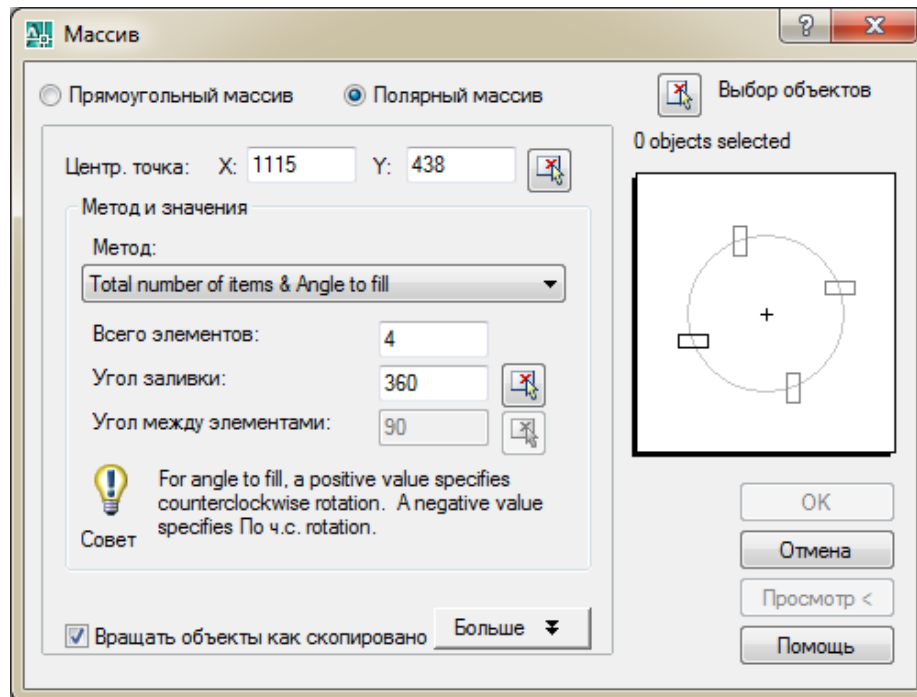 Массив
Прямоугольный массив
Полярный массив
Выбор объектов
0 objects selected
Центр. точка: X: 1115 Y: 438
Метод и значения
Метод:
Total number of items & Angle to fill
Всего элементов: 4
Угол заливки: 360
Угол между элементами: 90
For angle to fill, a positive value specifies
counterclockwise rotation. A negative value
specifies По ч.с. rotation.
Совет
OK
Отмена
Просмотр <
Помощь
Вращать объекты как скопировано
Больше